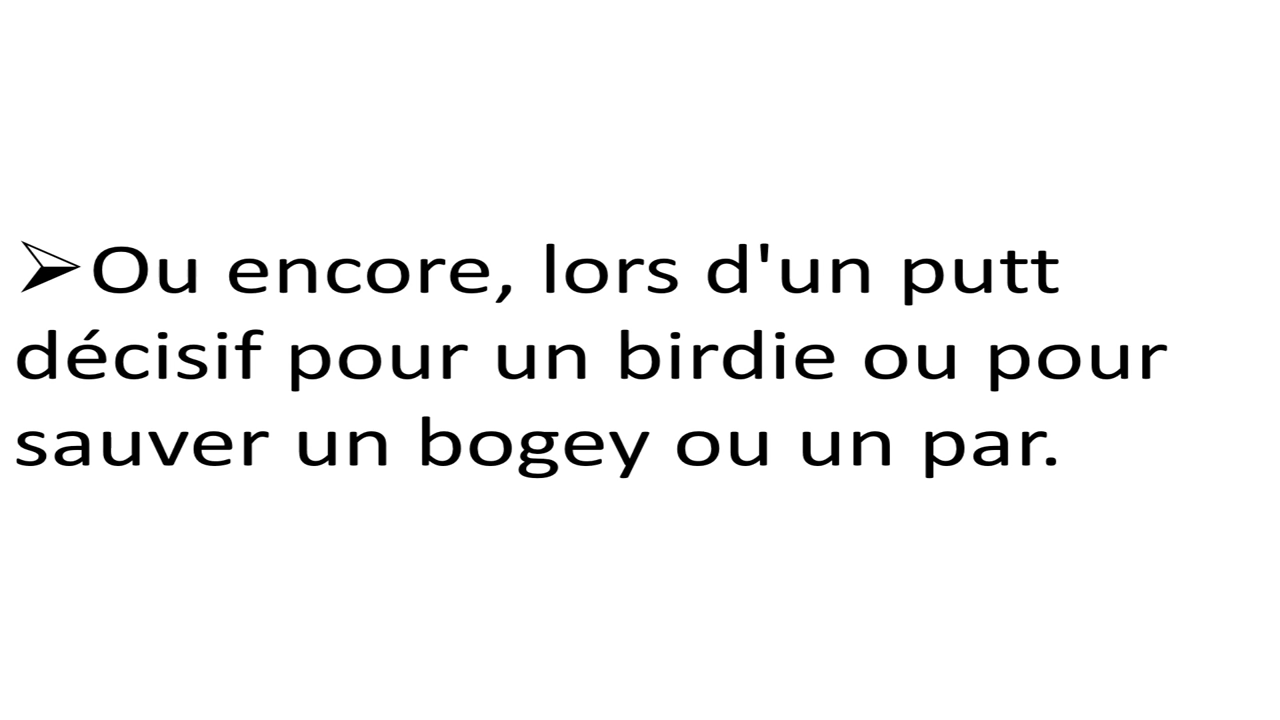 ➢Ou encore, lors d'un putt
décisif pour un birdie ou pour
sauver un bogey ou un par.